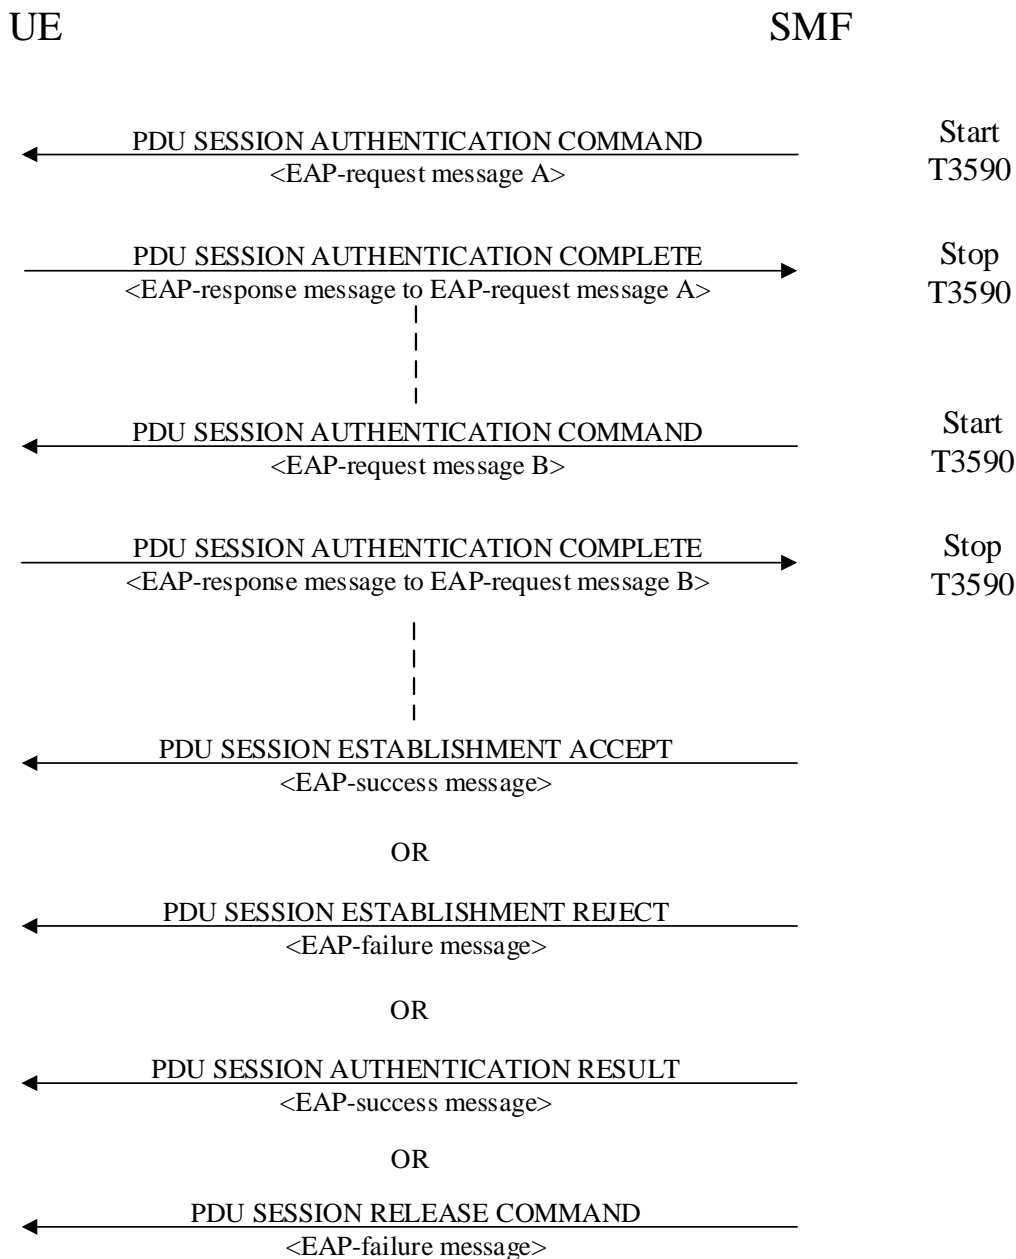 UE SMF
PDU SESSION AUTHENTICATION COMMAND
<EAP-request message A>
Start
T3590
PDU SESSION AUTHENTICATION COMPLETE
<EAP-response message to EAP-request message A>
Stop
T3590
PDU SESSION AUTHENTICATION COMMAND
<EAP-request message B>
Start
T3590
PDU SESSION AUTHENTICATION COMPLETE
<EAP-response message to EAP-request message B>
Stop
T3590
PDU SESSION ESTABLISHMENT ACCEPT
<EAP-success message>
OR
PDU SESSION ESTABLISHMENT REJECT
<EAP-failure message>
OR
PDU SESSION AUTHENTICATION RESULT
<EAP-success message>
OR
PDU SESSION RELEASE COMMAND
<EAP-failure message>